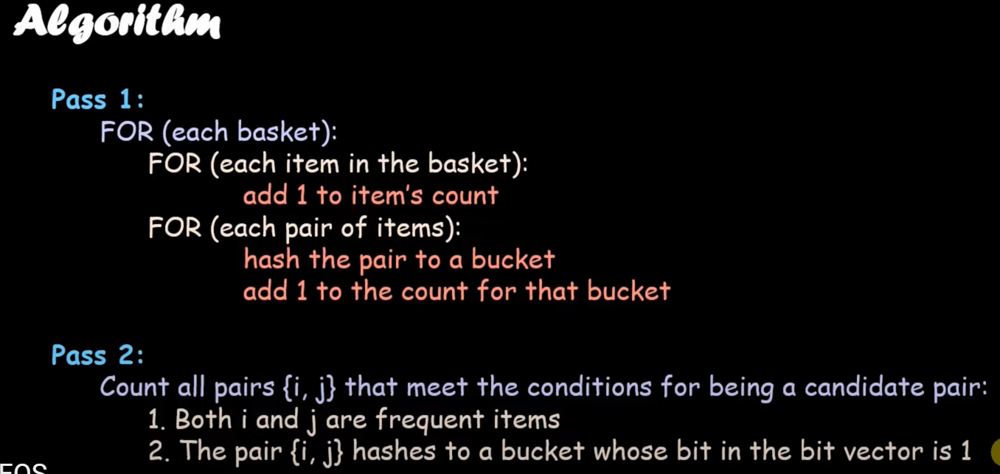 Algorithm
Pass 1:
FOR (each basket):
FOR (each item in the basket):
add 1 to item's count
FOR (each pair of items):
hash the pair to a bucket
add 1 to the count for that bucket
Pass 2:
Count all pairs {i, j} that meet the conditions for being a candidate pair:
1. Both i and j are frequent items
2. The pair {i, j} hashes to a bucket whose bit in the bit vector is 1